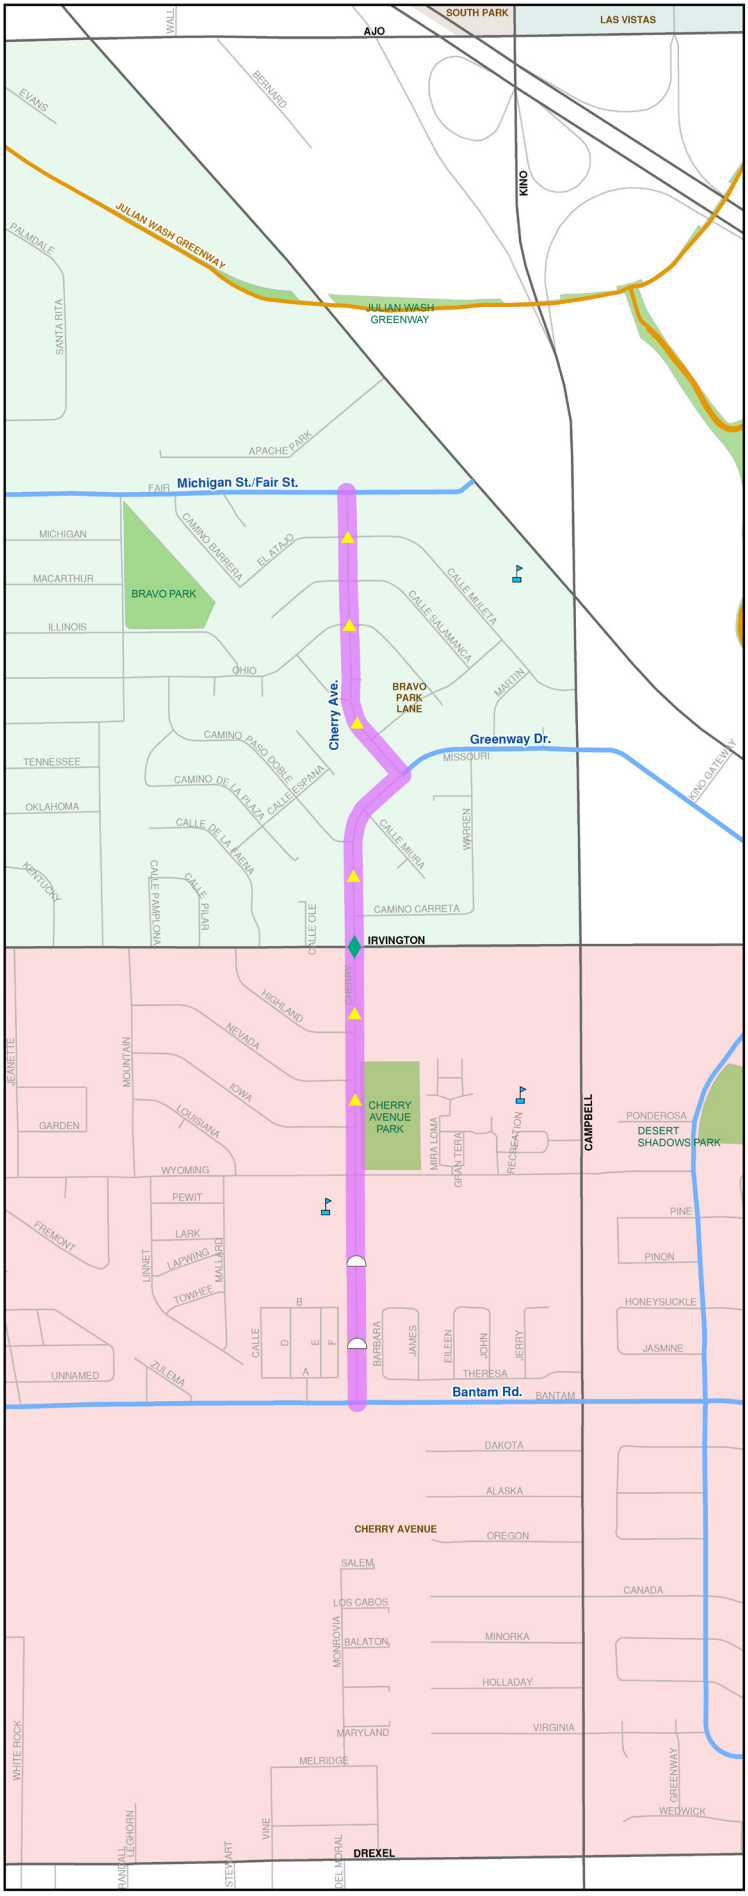 SOUTH PARK
LAS VISTAS
WALL
AJO
BERNARD
EVANS
KINO
JULIAN WASH GREENWAY
PALMDALE
SANTA RITA
JULIAN WASH
GREENWAY
APACHE PARK
Michigan St./Fair St.
FAIR
MICHIGAN
CAMINO BARRERA
EL ATAJO
MACARTHUR
BRAVO PARK
CALLE MULETA
CALLE SALAMANCA
ILLINOIS
OHIO
MARTIN
BRAVO
PARK
LANE
Cherry Ave.
CAMINO PASO DOBLE
Greenway Dr.
MISSOURI
KINO GATEWAY
TENNESSEE
CAMINO DE LA PLAZA
CALLE ESPANA
OKLAHOMA
CALLE DE LA FAENA
CALLE MIURA
WARREN
KENTUCKY
CALLE PAMPLONA
CALLE PILAR
CALLE OLE
CAMINO CARRETA
IRVINGTON
CHERRY
HIGHLAND
NEVADA
JEANETTE
MOUNTAIN
IOWA
LOUISIANA
GARDEN
CHERRY
AVENUE
PARK
MIRA LOMA
GRAN TERA
RECREATION
CAMPBELL
PONDEROSA
DESERT
SHADOWS PARK
WYOMING
PEWIT
PINE
FREMONT
LARK
LINNET
LAPWING
MALLARD
PINON
TOWHEE
B
HONEYSUCKLE
CALLE
D
E
F
BARBARA
JAMES
EILEEN
JOHN
JERRY
JASMINE
UNNAMED
ZULEMA
A
THERESA
Bantam Rd.
BANTAM
DAKOTA
ALASKA
CHERRY AVENUE
OREGON
SALEM
LOS CABOS
CANADA
MONROVIA
BALATON
MINORKA
HOLLADAY
MARYLAND
VIRGINIA
WHITE ROCK
MELRIDGE
GREENWAY
WEDWICK
LEGHORN
VINE
DREXEL
RANDALL
STEWART
DEL MORAL